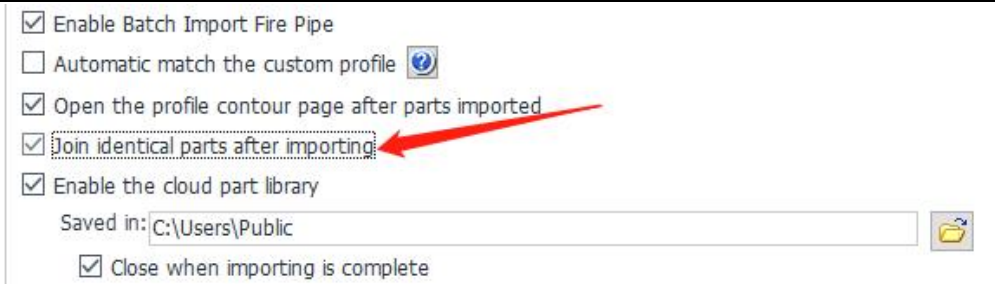 Enable Batch Import Fire Pipe
Automatic match the custom profile
Open the profile contour page after parts imported
Join identical parts after importing
Enable the cloud part library
Saved in: C:\Users\Public
Close when importing is complete